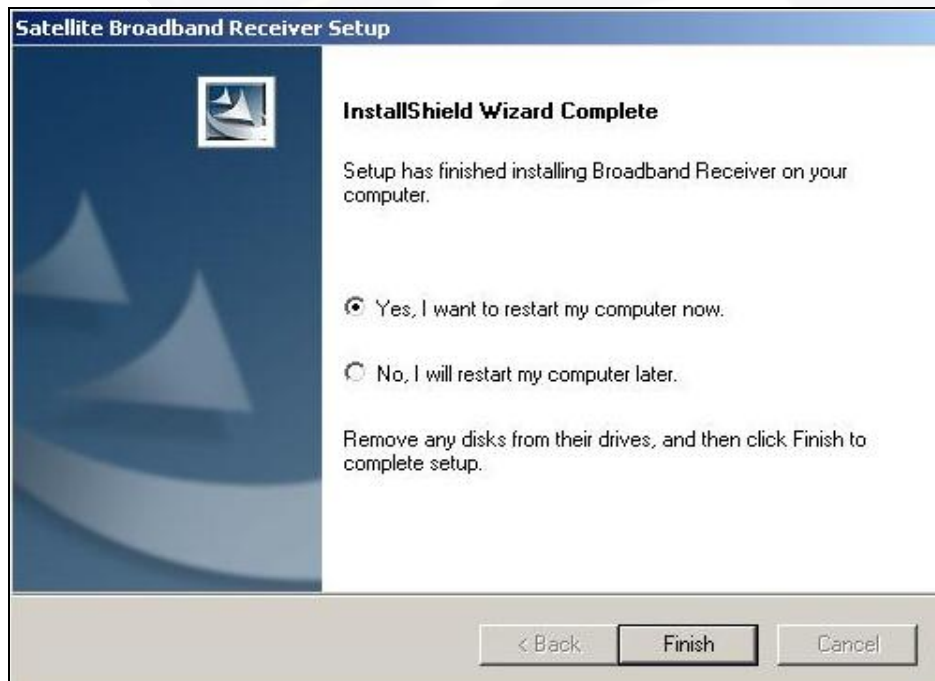 Satellite Broadband Receiver Setup
InstallShield Wizard Complete
Setup has finished installing Broadband Receiver on your
computer.
Yes, I want to restart my computer now.
No, I will restart my computer later.
Remove any disks from their drives, and then click Finish to
complete setup.
< Back Finish Cancel